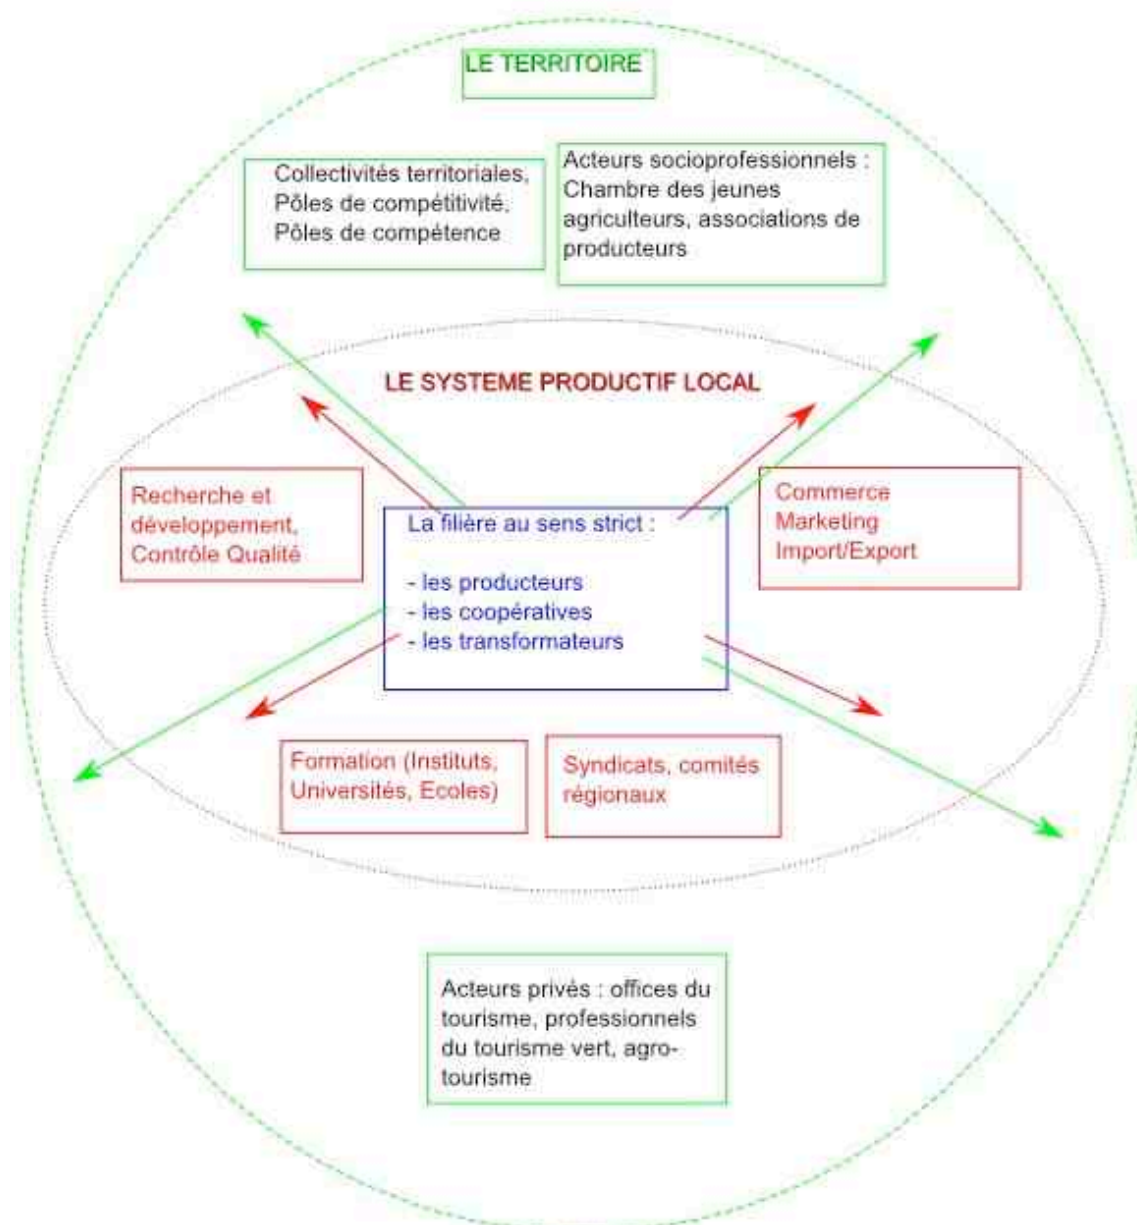 LE TERRITOIRE
Collectivités territoriales,
Pôles de compétitivité,
Pôles de compétence
Acteurs socioprofessionnels :
Chambre des jeunes
agriculteurs, associations de
producteurs
LE SYSTEME PRODUCTIF LOCAL
Recherche et
développement,
Contrôle Qualité
Commerce
Marketing
Import/Export
La filière au sens strict :
- les producteurs
- les coopératives
- les transformateurs
Formation (Instituts,
Universités, Ecoles)
Syndicats, comités
régionaux
Acteurs privés : offices du
tourisme, professionnels
du tourisme vert, agro-
tourisme